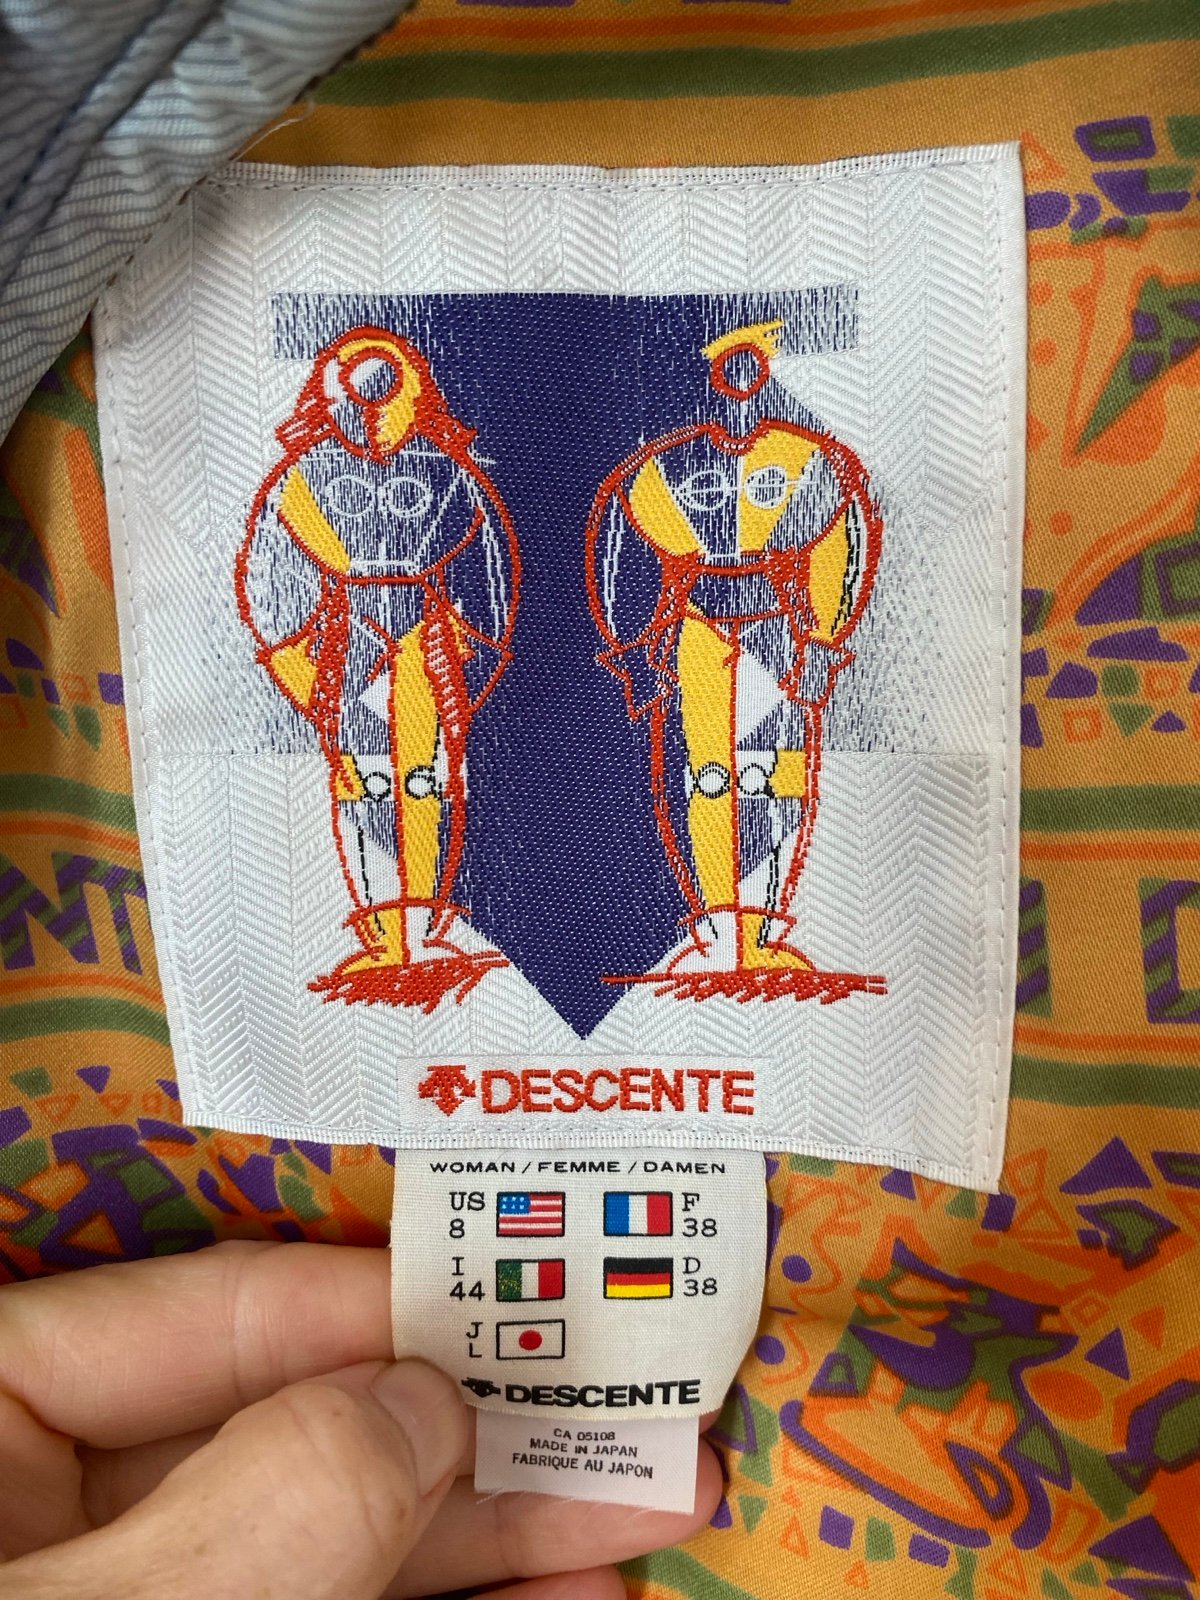 DESCENTE
WOMAN / FEMME / DAMEN
US F
8 38
I D
44 38
J
L
DESCENTE
CA 05108
MADE IN JAPAN
FABRIQUE AU JAPON